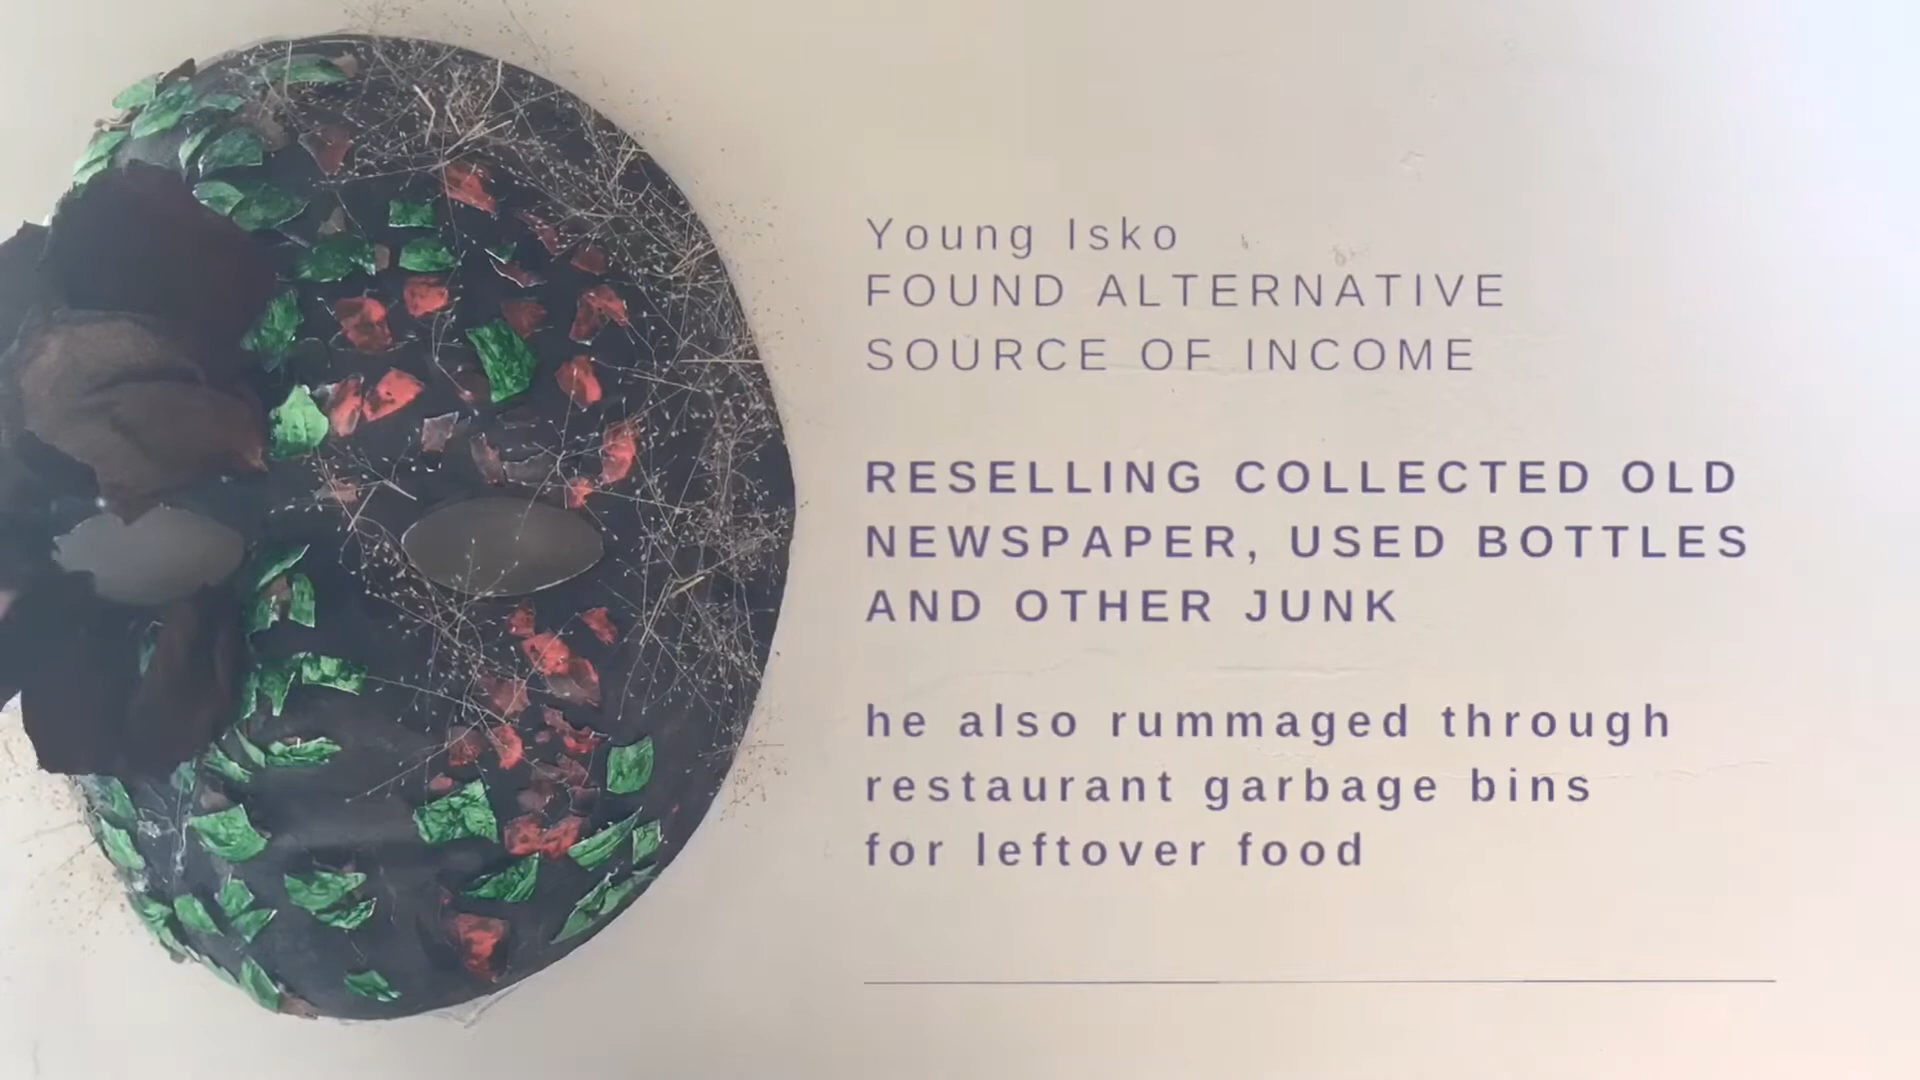 Young Isko
FOUND ALTERNATIVE
SOURCE OF INCOME
RESELLING COLLECTED OLD
NEWSPAPER, USED BOTTLES
AND OTHER JUNK
he also rummaged through
restaurant garbage bins
for leftover food